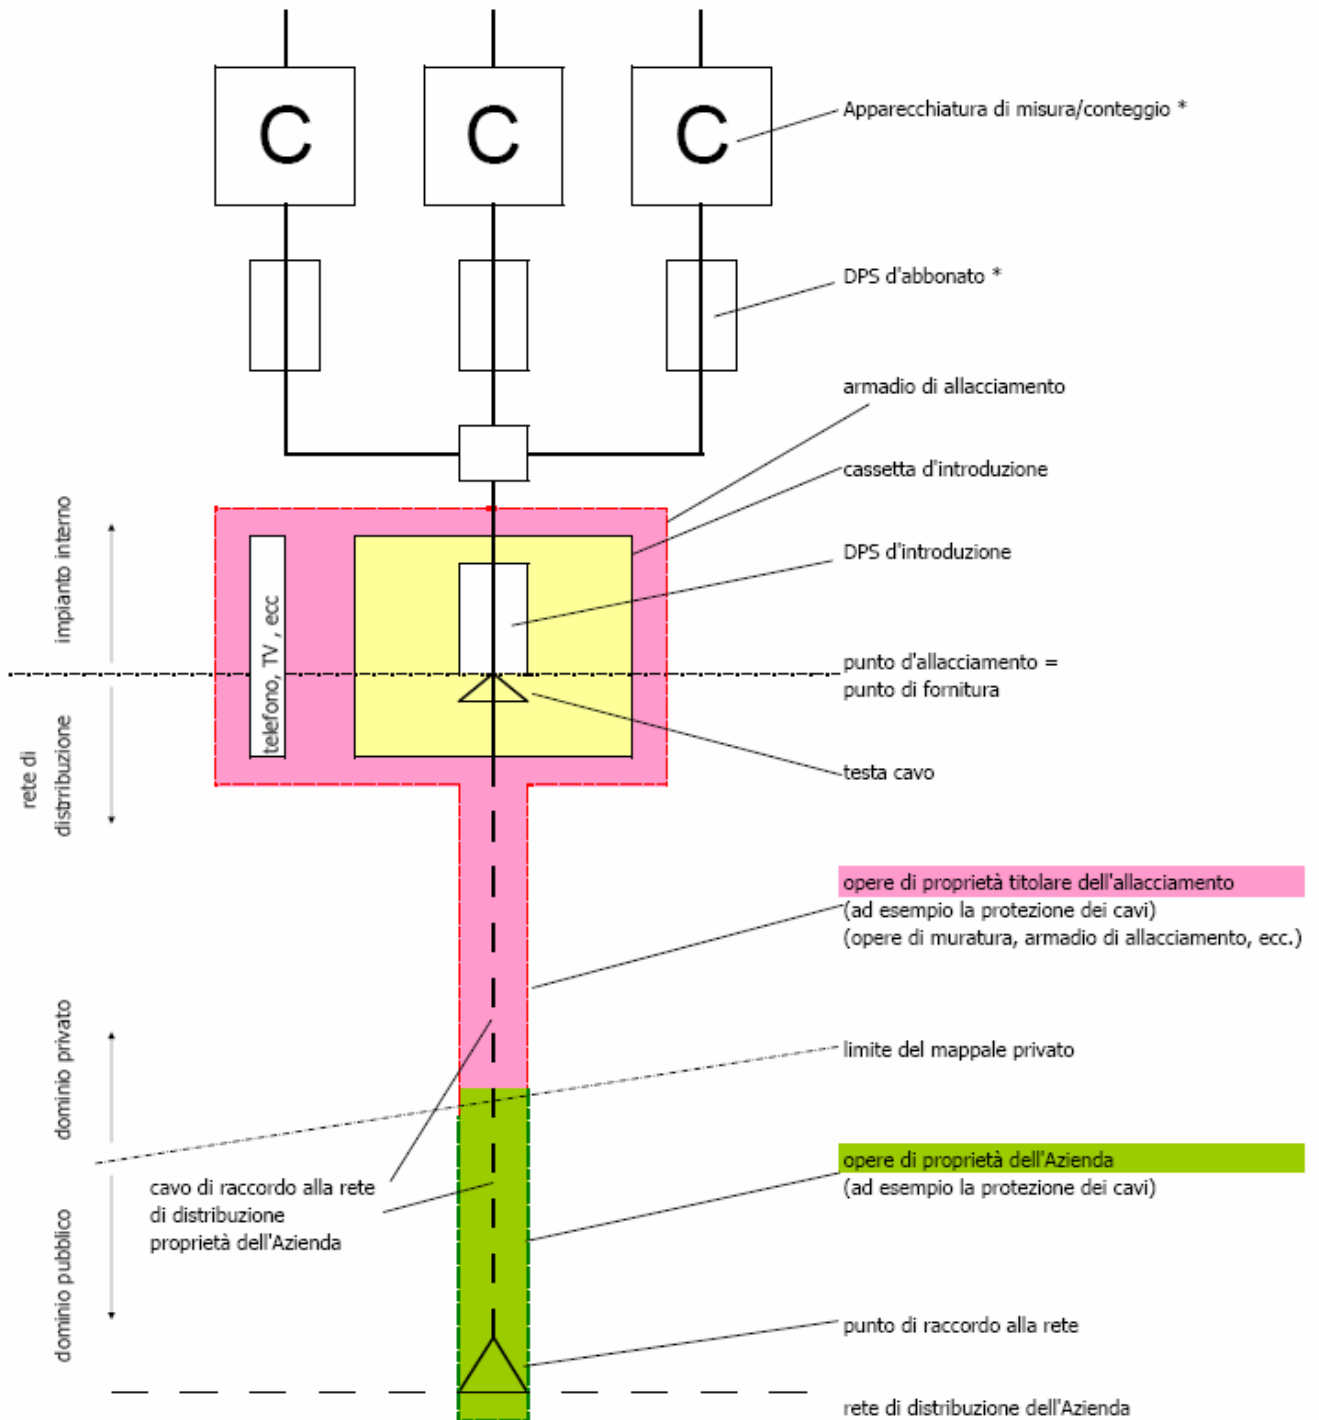 C
C
C
Apparecchiatura di misura/conteggio *
DPS d'abbonato *
armadio di allacciamento
cassetta d'introduzione
DPS d'introduzione
impianto interno
telefono, TV , ecc
punto d'allacciamento =
punto di fornitura
rete di
distrribuzione
testa cavo
opere di proprietà titolare dell'allacciamento
(ad esempio la protezione dei cavi)
(opere di muratura, armadio di allacciamento, ecc.)
dominio privato
limite del mappale privato
opere di proprietà dell'Azienda
(ad esempio la protezione dei cavi)
cavo di raccordo alla rete
di distribuzione
proprietà dell'Azienda
dominio pubblico
punto di raccordo alla rete
rete di distribuzione dell'Azienda